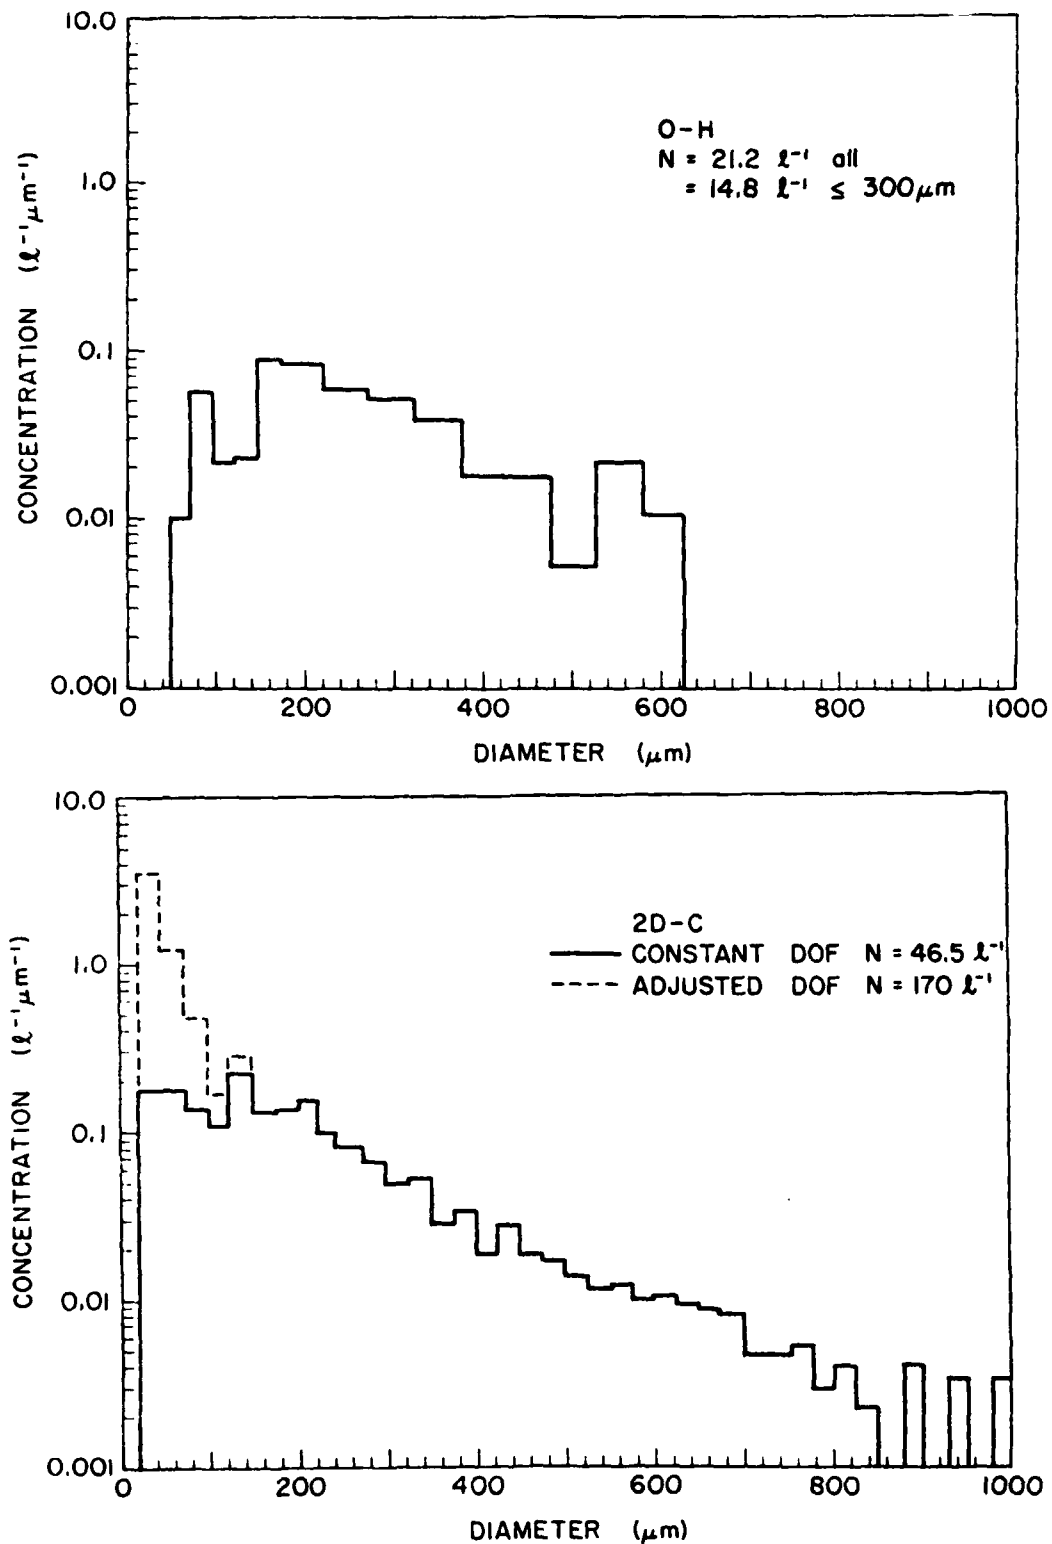 10.0
1.0
0.1
0.01
0.001
CONCENTRATION (ℓ⁻¹μm⁻¹)
O-H
N = 21.2 ℓ⁻¹ all
= 14.8 ℓ⁻¹ ≤ 300μm
0 200 400 600 800 1000
DIAMETER (μm)
10.0
1.0
0.1
0.01
0.001
CONCENTRATION (ℓ⁻¹μm⁻¹)
2D-C
CONSTANT DOF N = 46.5 ℓ⁻¹
ADJUSTED DOF N = 170 ℓ⁻¹
0 200 400 600 800 1000
DIAMETER (μm)